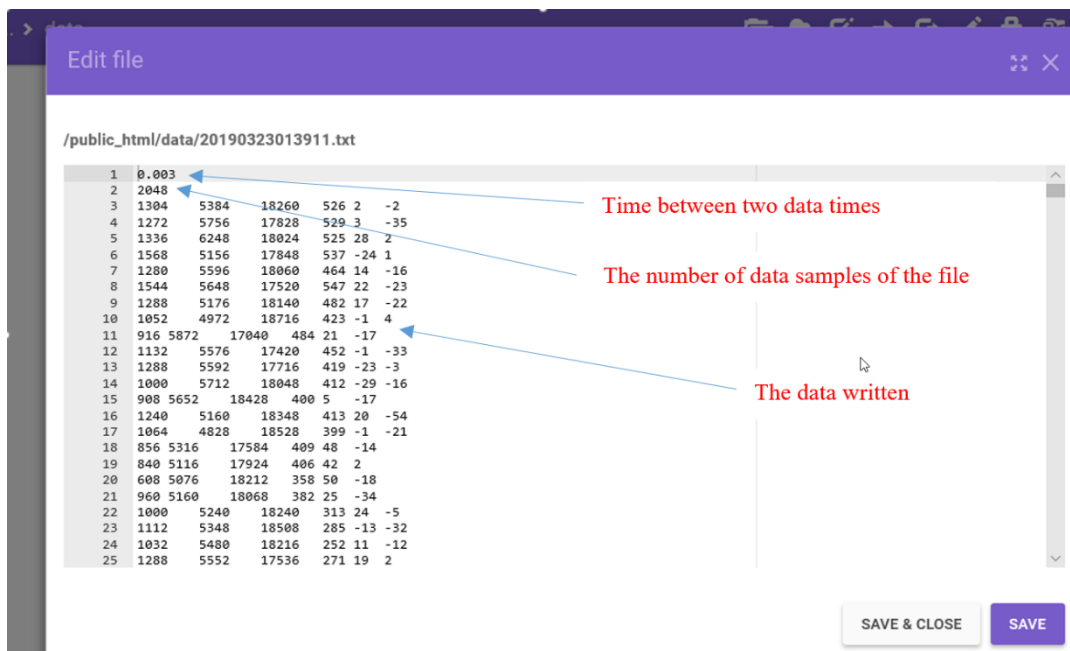 Edit file
/public_html/data/20190323013911.txt
1 0.003
2 2048
3 1304 5384 18260 526 2 -2
4 1272 5756 17828 529 3 -35
5 1336 6248 18024 525 28 2
6 1568 5156 17848 537 -24 1
7 1280 5596 18060 464 14 -16
8 1544 5648 17520 547 22 -23
9 1288 5176 18140 482 17 -22
10 1052 4972 18716 423 -1 4
11 916 5872 17040 484 21 -17
12 1132 5576 17420 452 -1 -33
13 1288 5592 17716 419 -23 -3
14 1000 5712 18048 412 -29 -16
15 908 5652 18428 400 5 -17
16 1240 5160 18348 413 20 -54
17 1064 4828 18528 399 -1 -21
18 856 5316 17584 409 48 -14
19 840 5116 17924 406 42 2
20 608 5076 18212 358 50 -18
21 960 5160 18068 382 25 -34
22 1000 5240 18240 313 24 -5
23 1112 5348 18508 285 -13 -32
24 1032 5480 18216 252 11 -12
25 1288 5552 17536 271 19 2
Time between two data times
The number of data samples of the file
The data written
SAVE & CLOSE
SAVE